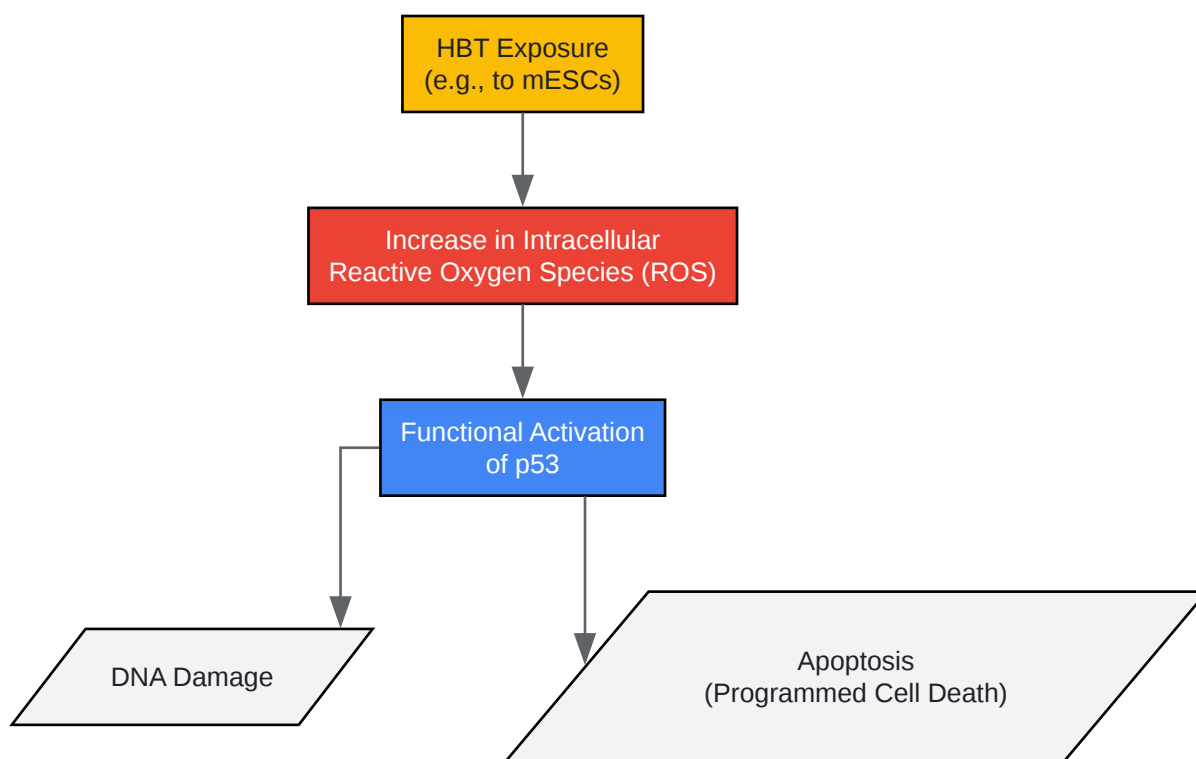 HBT Exposure
(e.g., to mESCs)
Increase in Intracellular
Reactive Oxygen Species (ROS)
Functional Activation
of p53
DNA Damage
Apoptosis
(Programmed Cell Death)